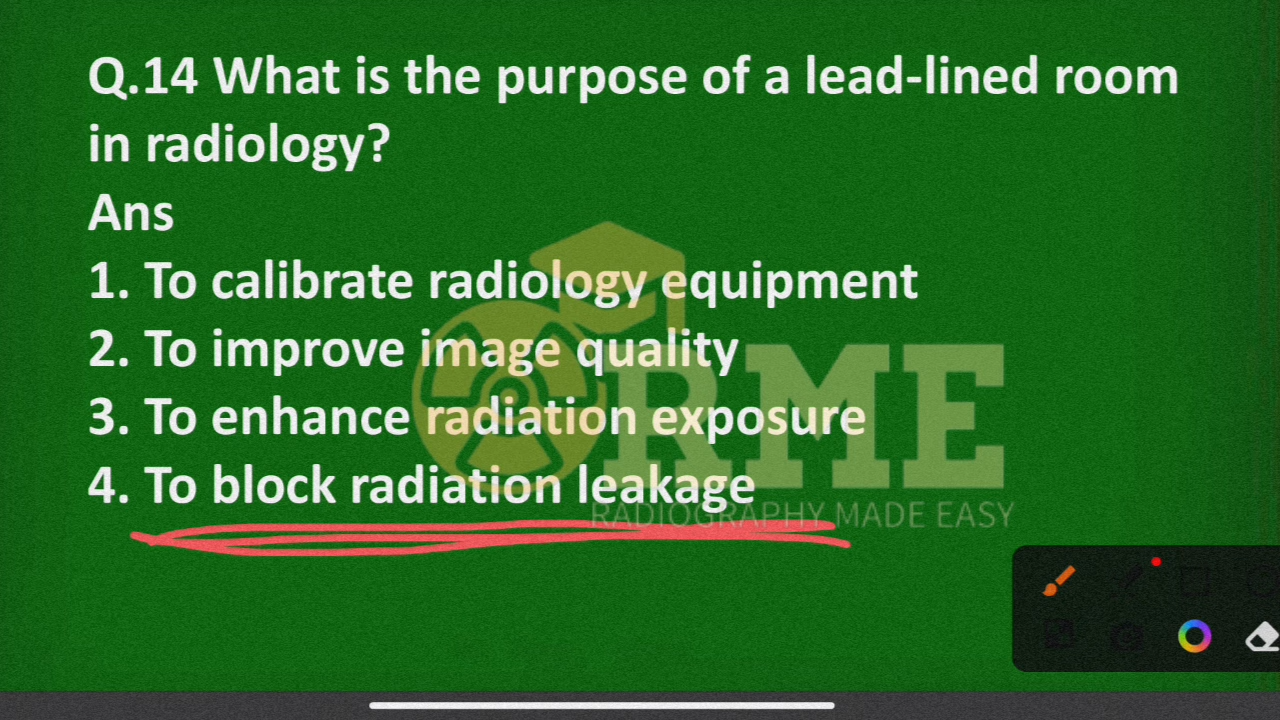 Q.14 What is the purpose of a lead-lined room
in radiology?
Ans
1. To calibrate radiology equipment
2. To improve image quality
3. To enhance radiation exposure
4. To block radiation leakage
RME
RADIOGRAPHY MADE EASY